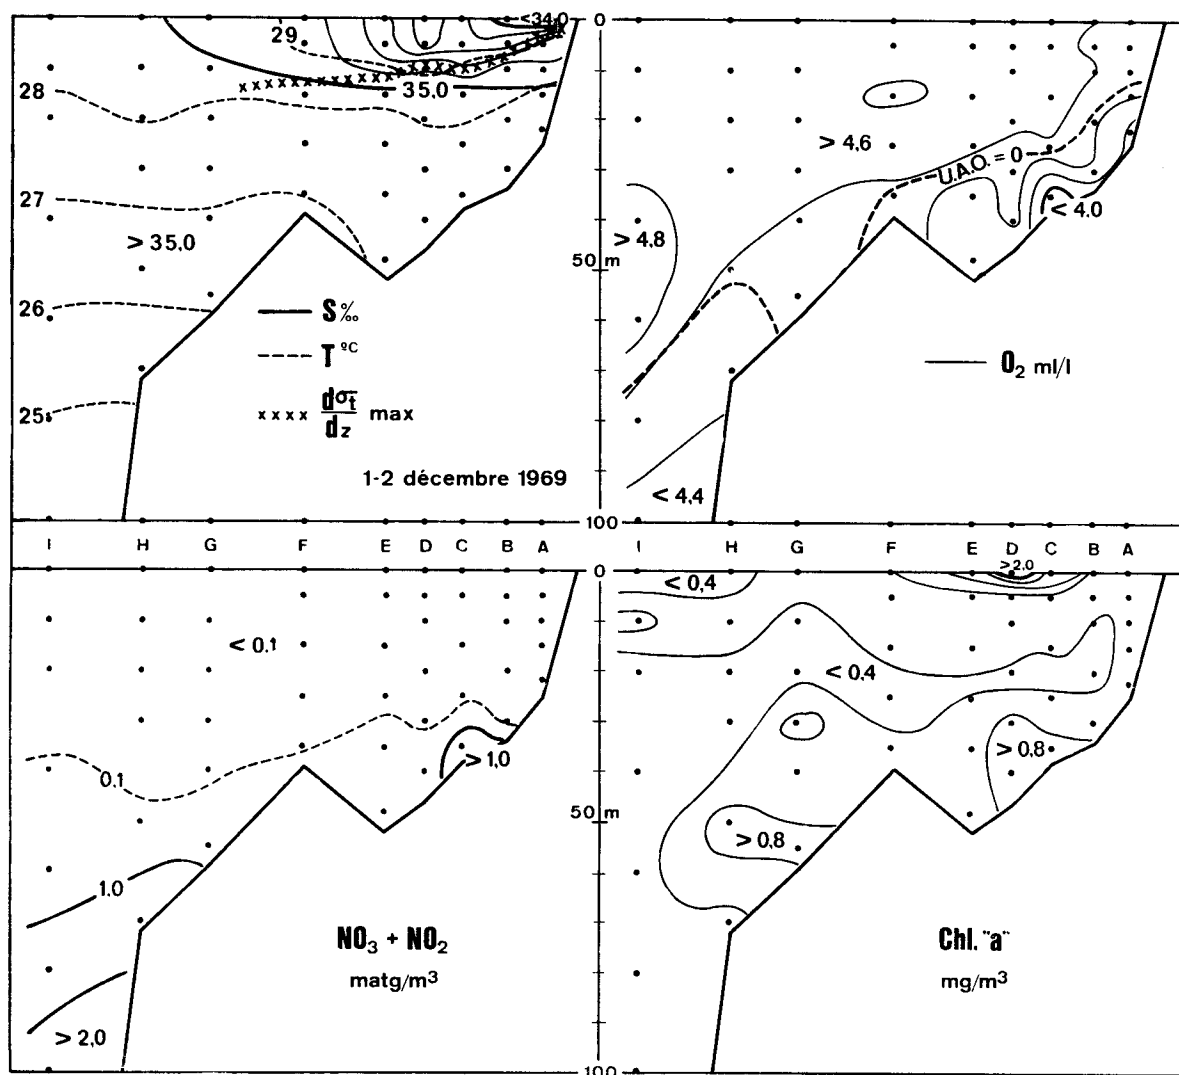 29
< 34.0
28
35,0
27
> 35,0
26
25
S ‰
T °C
xxxx dσt/dz max
1-2 décembre 1969
0
50 m
100
> 4,6
U.A.O. = 0
< 4.0
> 4,8
O2 ml/l
< 4,4
I H G F E D C B A
I H G F E D C B A
< 0,1
0,1
> 1,0
1,0
NO3 + NO2
matg/m3
> 2,0
0
50 m
100
< 0,4
> 2,0
< 0,4
> 0,8
> 0,8
Chl. "a"
mg/m3